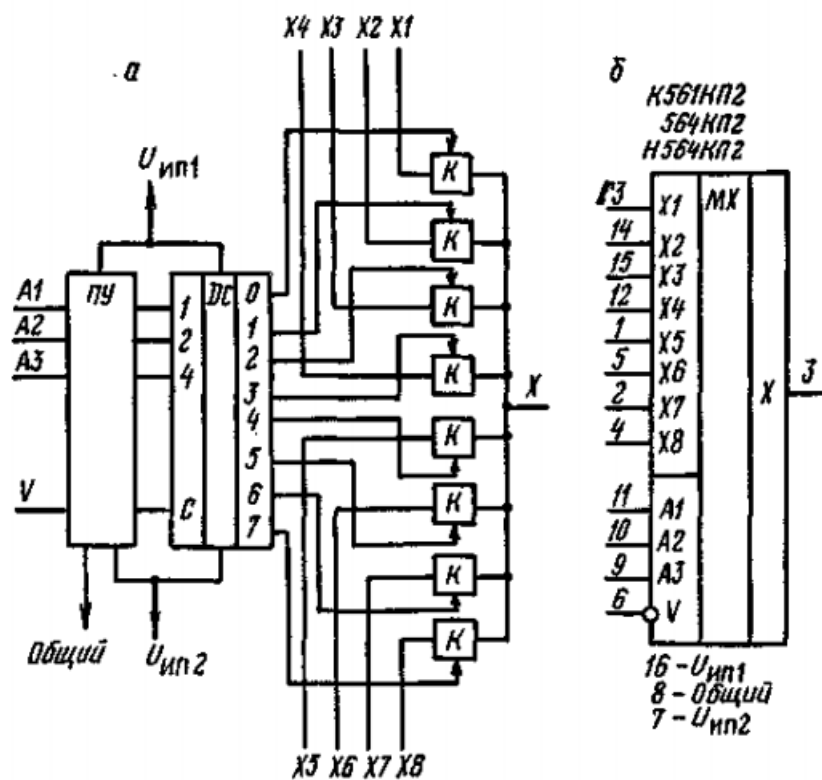 X4 X3 X2 X1
а
U ип1
A1
A2
A3
V
ПУ
1
2
4
C
DC
0
1
2
3
4
5
6
7
К
К
К
К
К
К
К
К
X
Общий
U ип2
X5 X6 X7 X8
б
К561КП2
564КП2
Н564КП2
13 X1
14 X2
15 X3
12 X4
1 X5
5 X6
2 X7
4 X8
11 A1
10 A2
9 A3
6 V
MX
X 3
16 - U ип1
8 - Общий
7 - U ип2